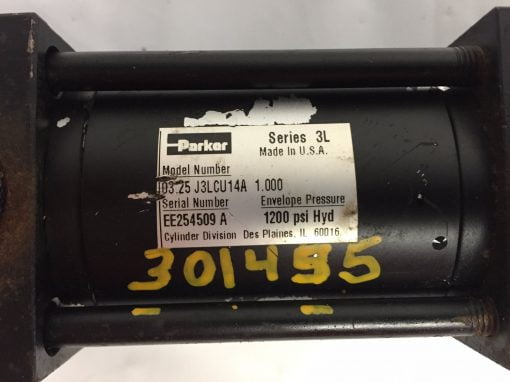 Parker Series 3L
Made In U.S.A.
Model Number
03.25 J3LCU14A 1.000
Serial Number Envelope Pressure
EE254509 A 1200 psi Hyd
Cylinder Division Des Plaines, IL 60016
301495